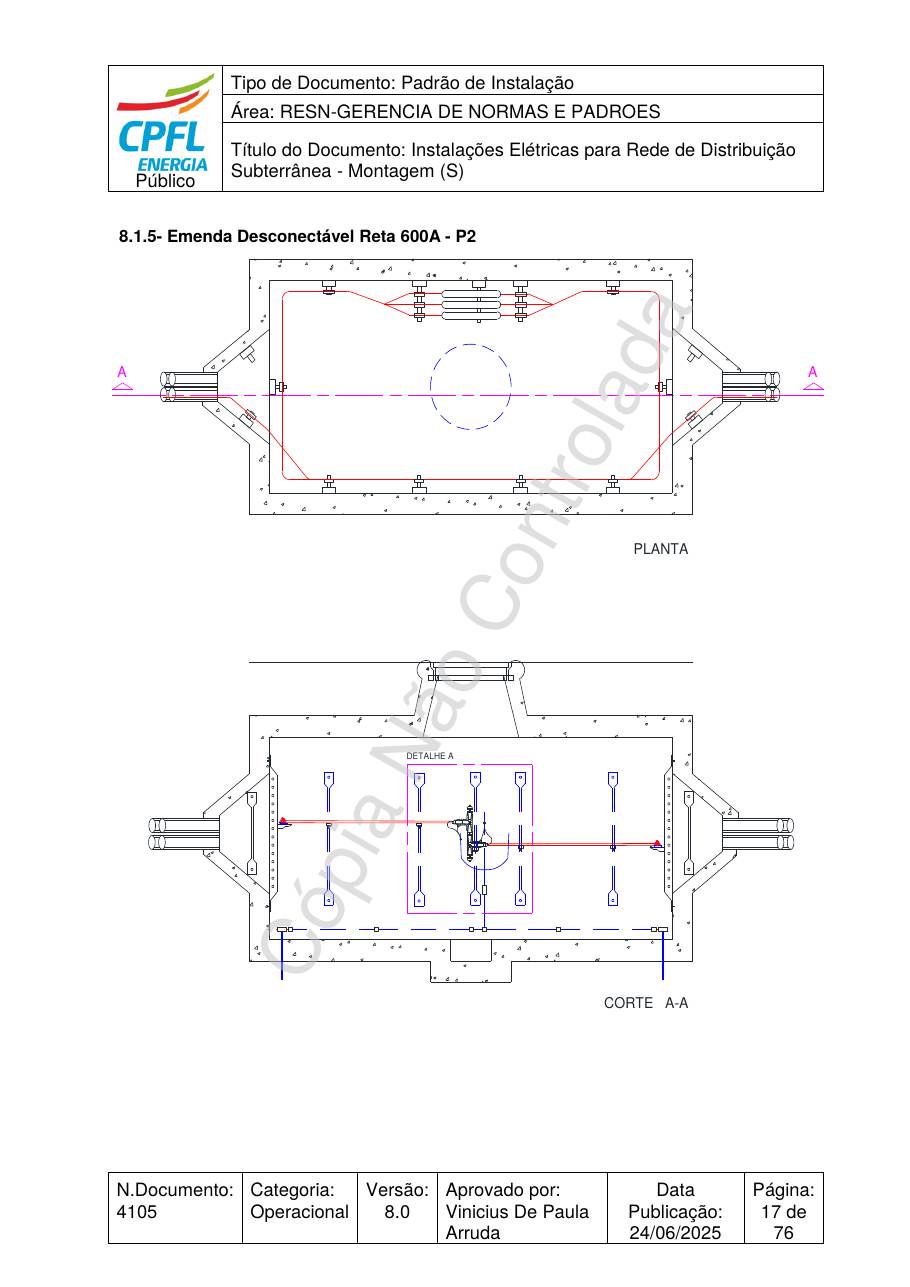 Tipo de Documento: Padrão de Instalação
Área: RESN-GERENCIA DE NORMAS E PADROES
CPFL
ENERGIA
Público
Título do Documento: Instalações Elétricas para Rede de Distribuição
Subterrânea - Montagem (S)
8.1.5- Emenda Desconectável Reta 600A - P2
A
A
PLANTA
DETALHE A
CORTE A-A
Cópia Não Controlada
N.Documento:
4105
Categoria:
Operacional
Versão:
8.0
Aprovado por:
Vinicius De Paula
Arruda
Data
Publicação:
24/06/2025
Página:
17 de
76